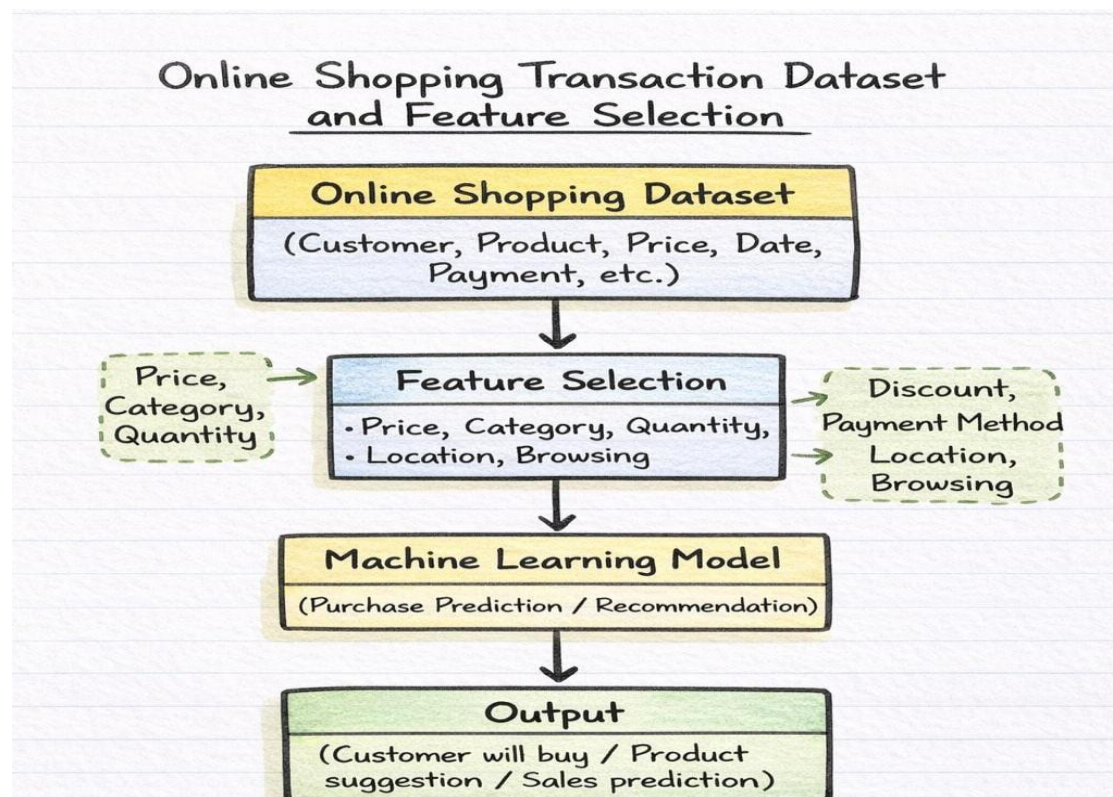 Online Shopping Transaction Dataset
and Feature Selection
Online Shopping Dataset
(Customer, Product, Price, Date,
Payment, etc.)
Price,
Category,
Quantity
Feature Selection
• Price, Category, Quantity,
• Location, Browsing
Discount,
Payment Method
Location,
Browsing
Machine Learning Model
(Purchase Prediction / Recommendation)
Output
(Customer will buy / Product
suggestion / Sales prediction)